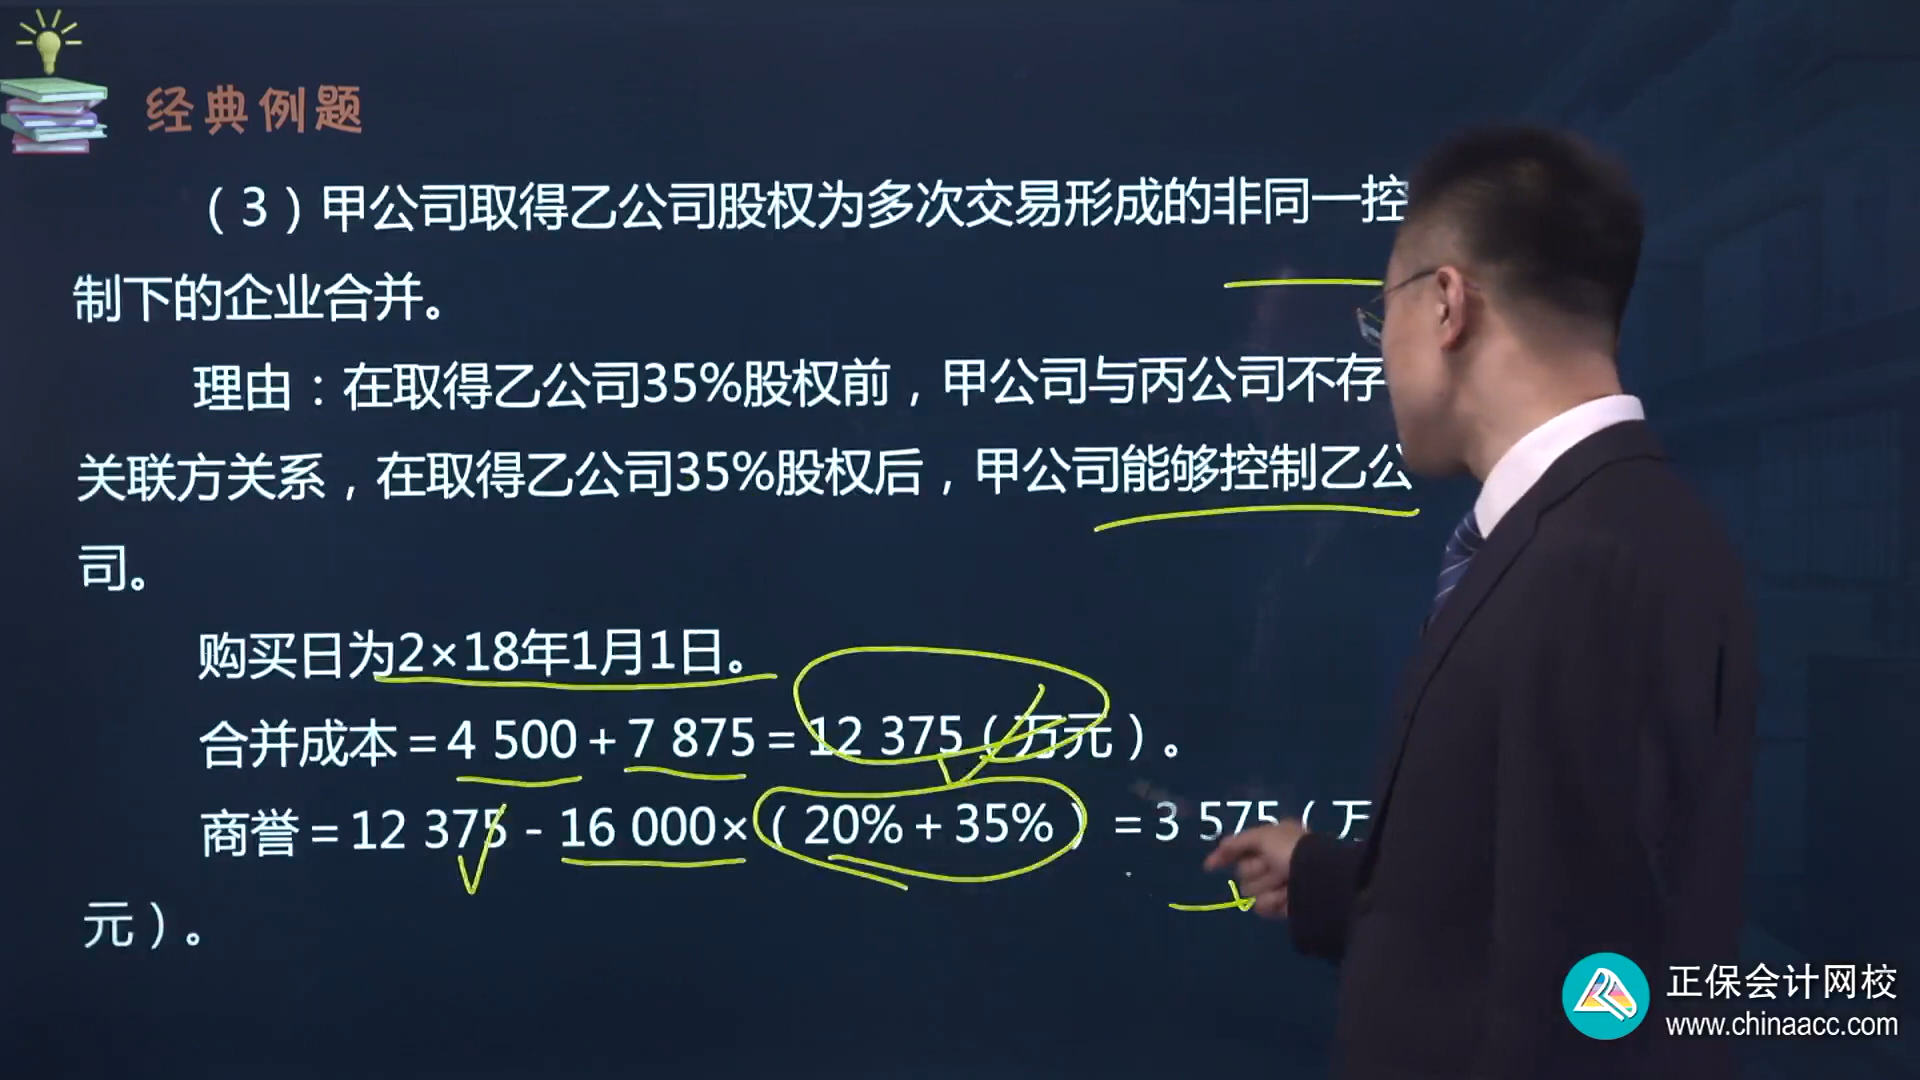 经典例题
（3）甲公司取得乙公司股权为多次交易形成的非同一控
制下的企业合并。
理由：在取得乙公司35%股权前，甲公司与丙公司不存
关联方关系，在取得乙公司35%股权后，甲公司能够控制乙公
司。
购买日为2×18年1月1日。
合并成本＝4 500＋7 875＝12 375（万元）。
商誉＝12 375－16 000×（20%＋35%）＝3 575（万
元）。
正保会计网校
www.chinaacc.com